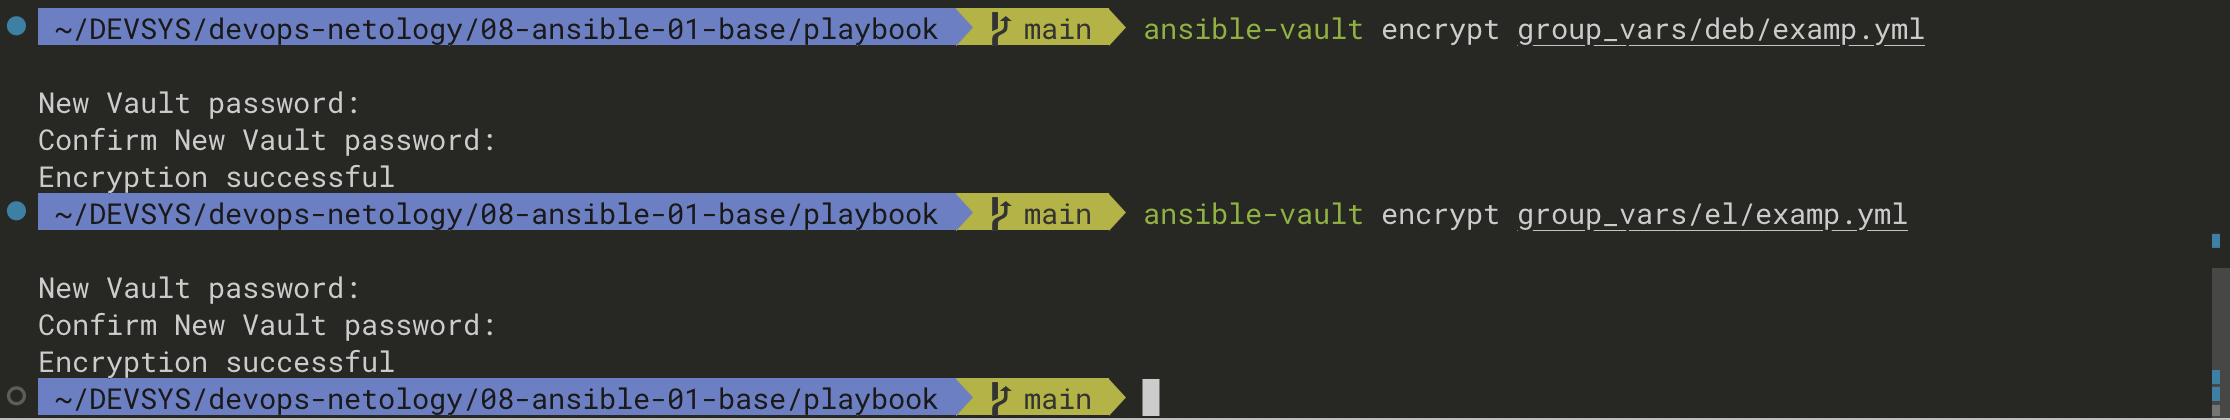 ~/DEVSYS/devops-netology/08-ansible-01-base/playbook main ansible-vault encrypt group_vars/deb/examp.yml
New Vault password:
Confirm New Vault password:
Encryption successful
~/DEVSYS/devops-netology/08-ansible-01-base/playbook main ansible-vault encrypt group_vars/el/examp.yml
New Vault password:
Confirm New Vault password:
Encryption successful
~/DEVSYS/devops-netology/08-ansible-01-base/playbook main